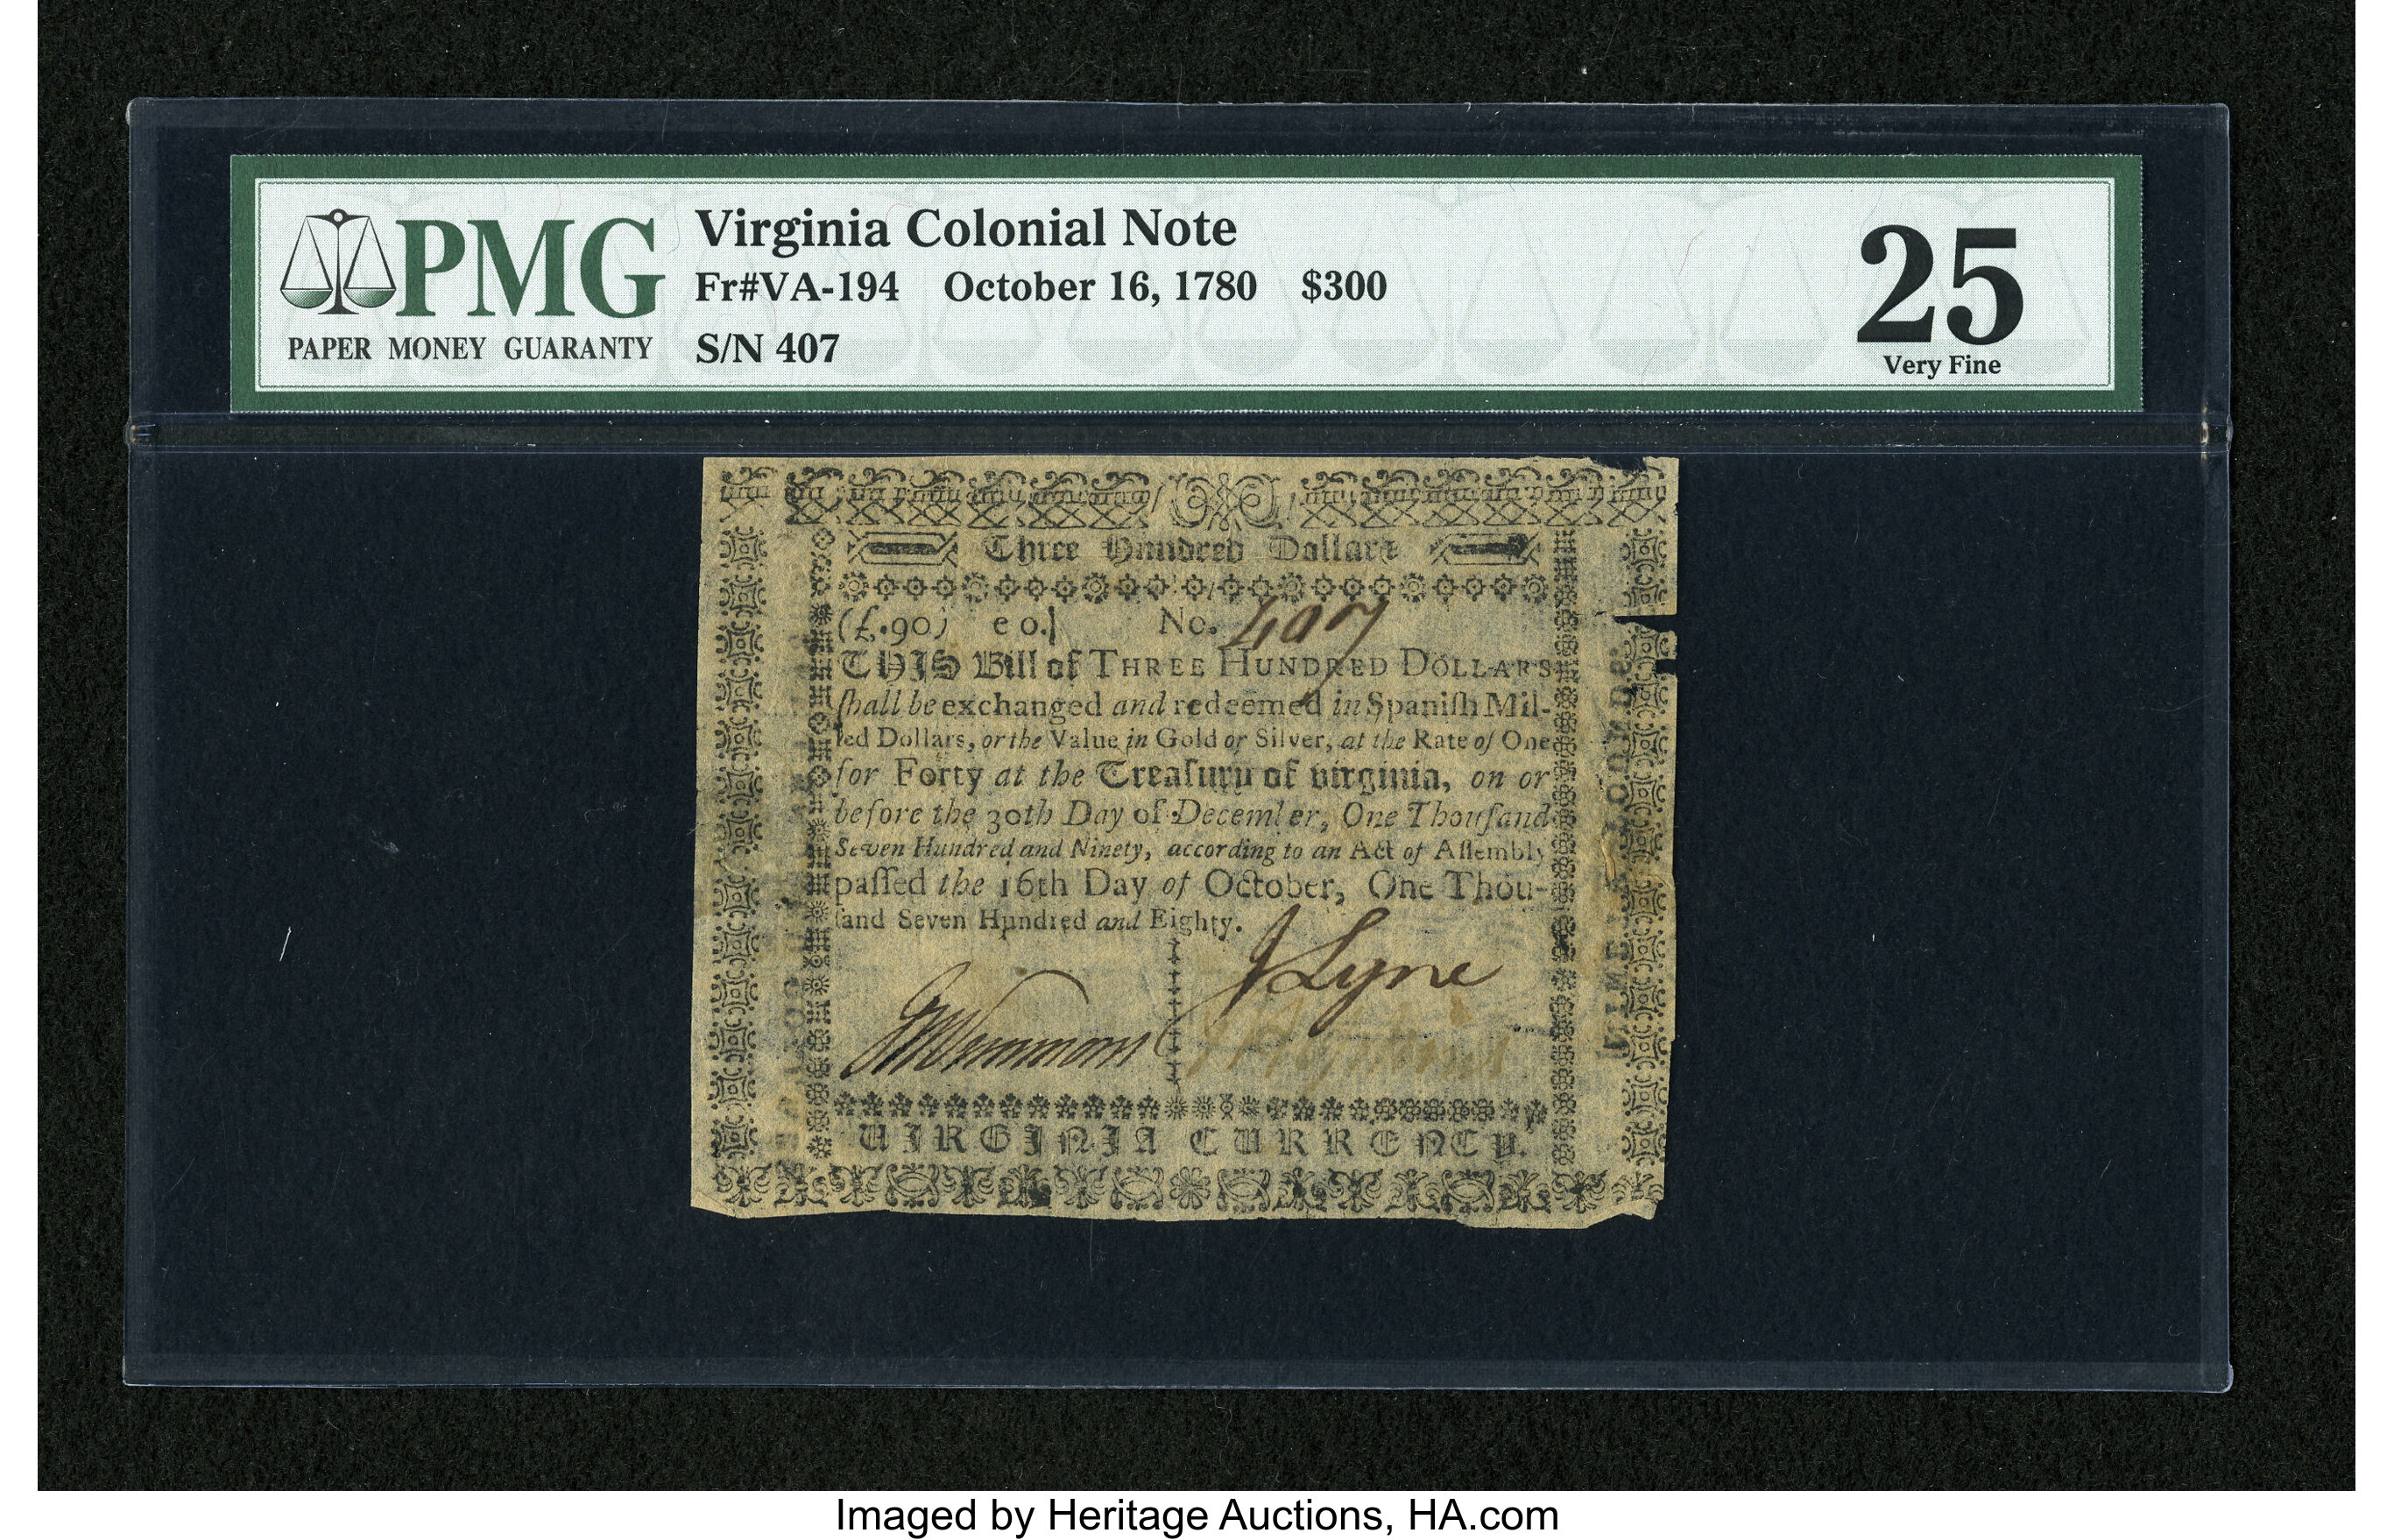 PMG
PAPER MONEY GUARANTY
Virginia Colonial Note
Fr#VA-194 October 16, 1780 $300
S/N 407
25
Very Fine
Three Hundred Dollars
(£.90) 00.] No. 407
THIS Bill of THREE HUNDRED DOLLARS
ſhall be exchanged and redeemed in Spaniſh Mil-
led Dollars, or the Value in Gold or Silver, at the Rate of One
for Forty at the Treaſury of Virginia, on or
before the 30th Day of December, One Thouſand
Seven Hundred and Ninety, according to an Act of Aſſembly
paſſed the 16th Day of October, One Thou-
ſand Seven Hundred and Eighty.
J Lyne
VIRGINIA CURRENCY.
Imaged by Heritage Auctions, HA.com